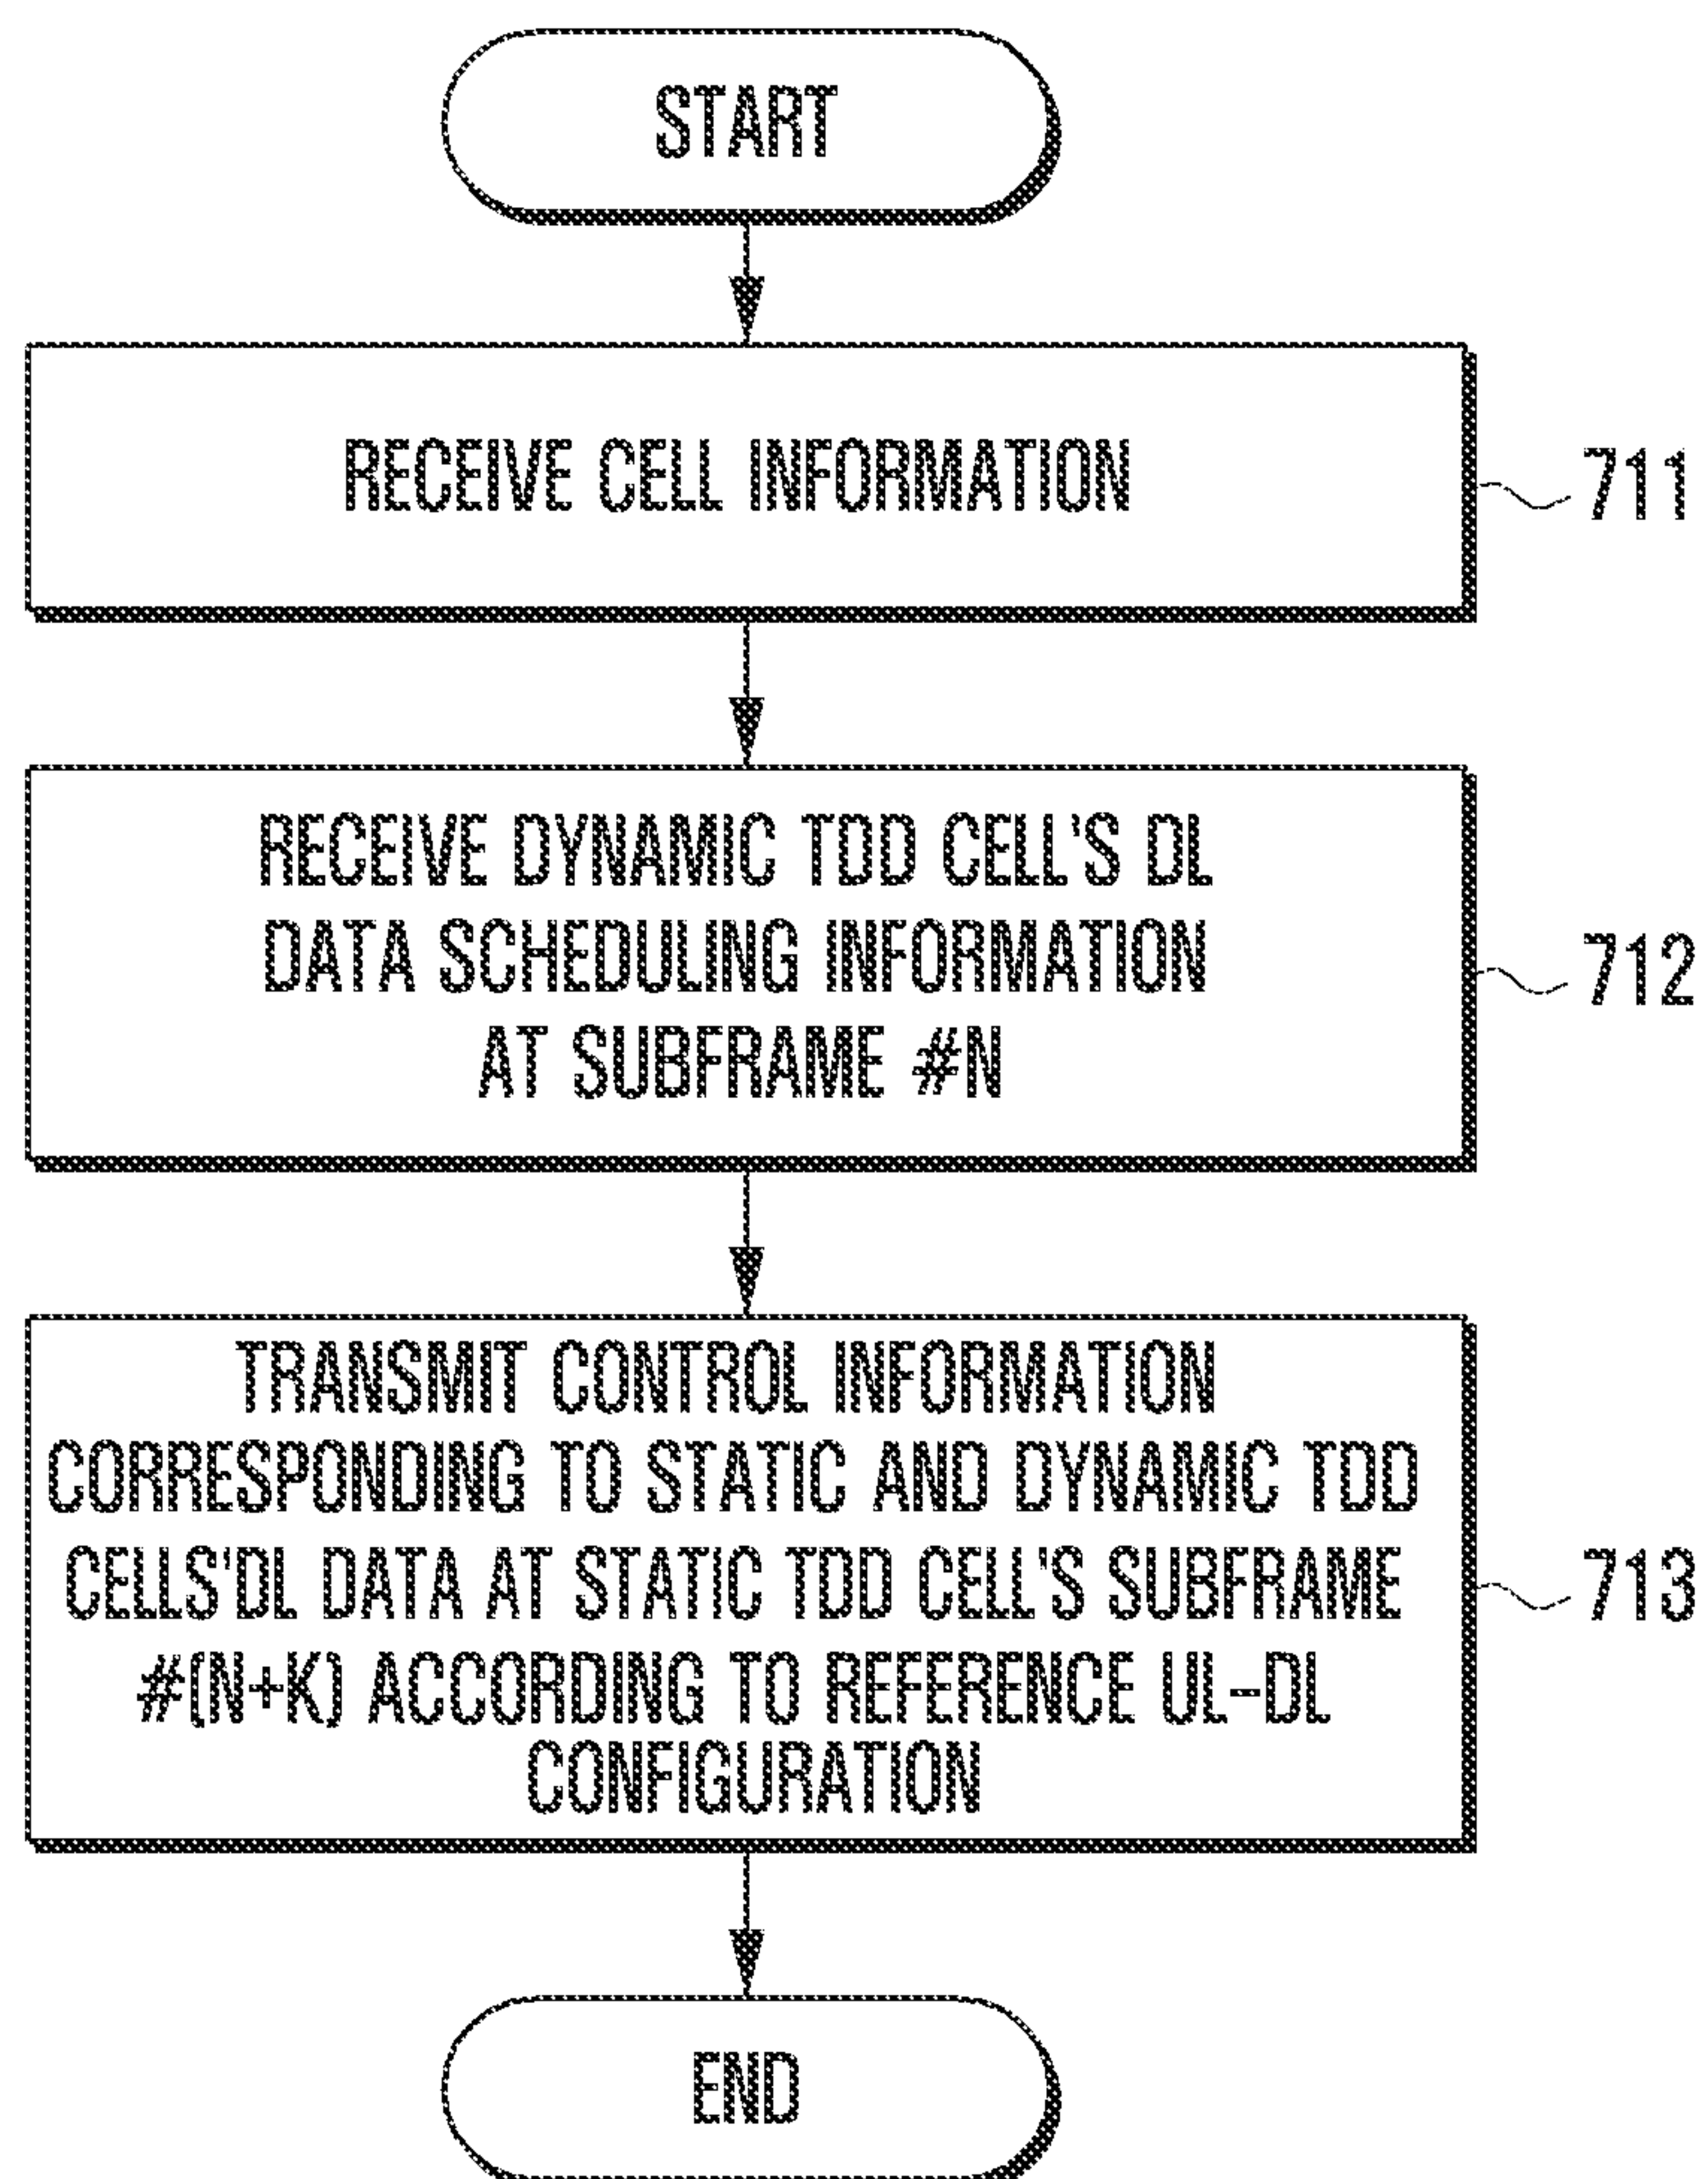 START
RECEIVE CELL INFORMATION
711
RECEIVE DYNAMIC TDD CELL'S DL
DATA SCHEDULING INFORMATION
AT SUBFRAME #N
712
TRANSMIT CONTROL INFORMATION
CORRESPONDING TO STATIC AND DYNAMIC TDD
CELLS'DL DATA AT STATIC TDD CELL'S SUBFRAME
#(N+K) ACCORDING TO REFERENCE UL-DL
CONFIGURATION
713
END